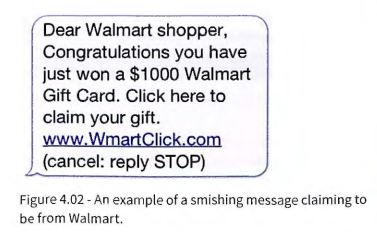 Dear Walmart shopper,
Congratulations you have
just won a $1000 Walmart
Gift Card. Click here to
claim your gift.
www.WmartClick.com
(cancel: reply STOP)
Figure 4.02 - An example of a smishing message claiming to
be from Walmart.